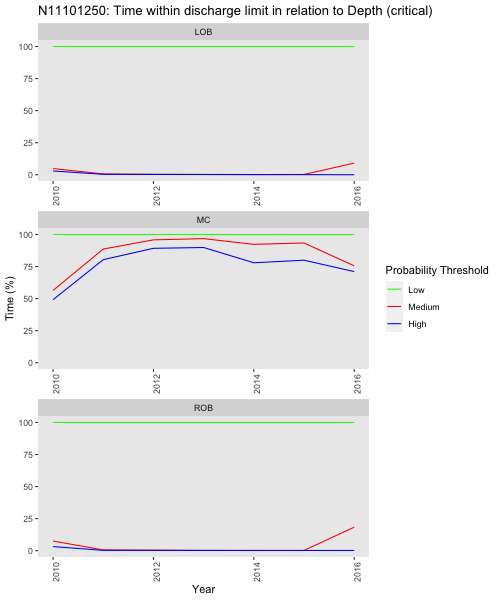 N11101250: Time within discharge limit in relation to Depth (critical)
LOB
100
75
50
25
0
2010
2012
2014
2016
MC
100
75
50
25
0
2010
2012
2014
2016
ROB
100
75
50
25
0
2010
2012
2014
2016
Time (%)
Year
Probability Threshold
Low
Medium
High